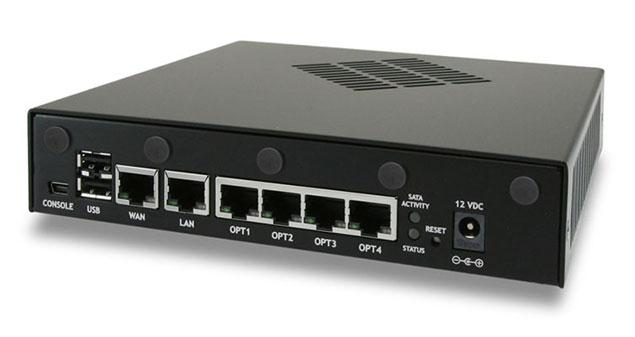 CONSOLE
USB
WAN
LAN
OPT1
OPT2
OPT3
OPT4
SATA
ACTIVITY
STATUS
RESET
12 VDC